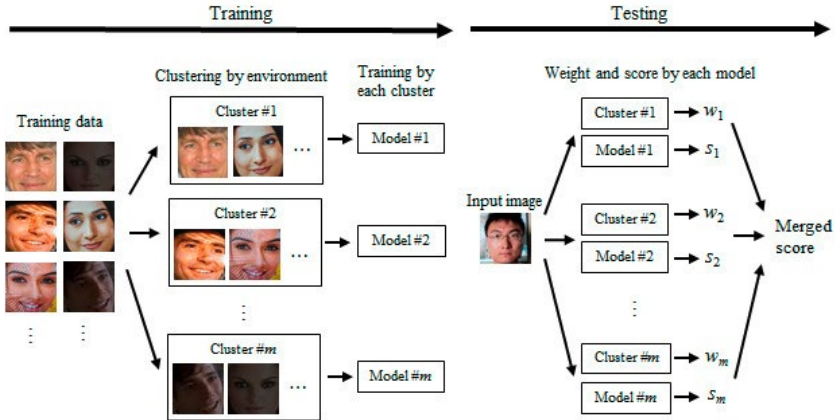 Training
Testing
Clustering by environment
Training by
each cluster
Weight and score by each model
Training data
Cluster #1
...
Model #1
Cluster #2
Model #2
⋮
Cluster #m
...
Model #m
⋮ ⋮
Input image
Cluster #1
w₁
Model #1
s₁
Cluster #2
w₂
Model #2
s₂
⋮
Cluster #m
wₘ
Model #m
sₘ
Merged
score